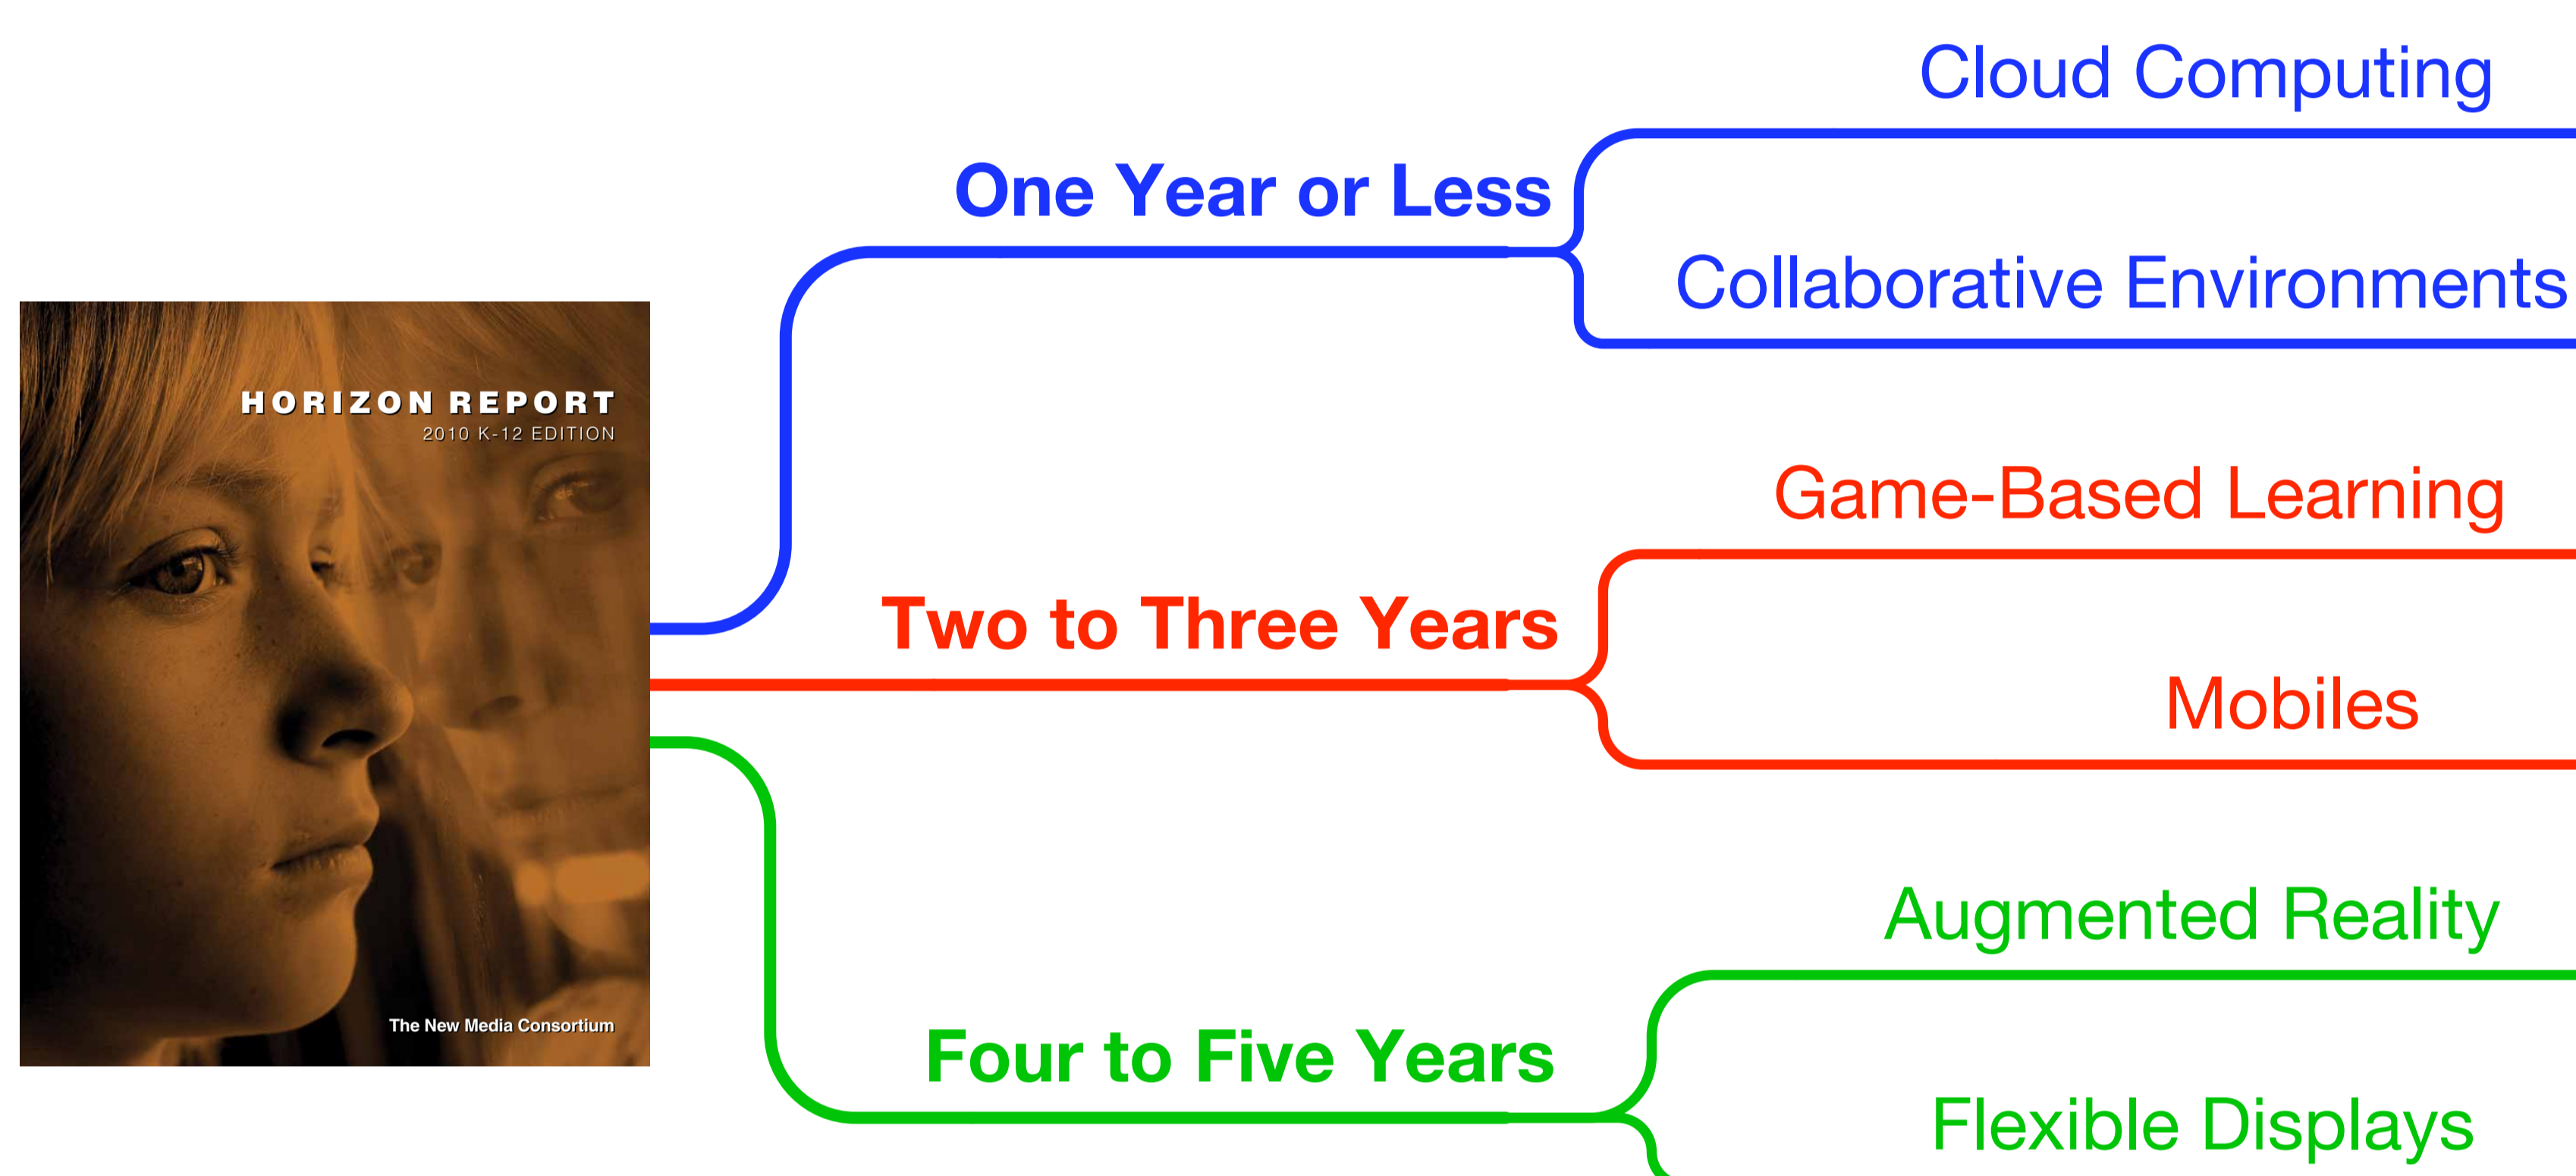 HORIZON REPORT
2010 K-12 EDITION
The New Media Consortium
One Year or Less
Cloud Computing
Collaborative Environments
Two to Three Years
Game-Based Learning
Mobiles
Four to Five Years
Augmented Reality
Flexible Displays